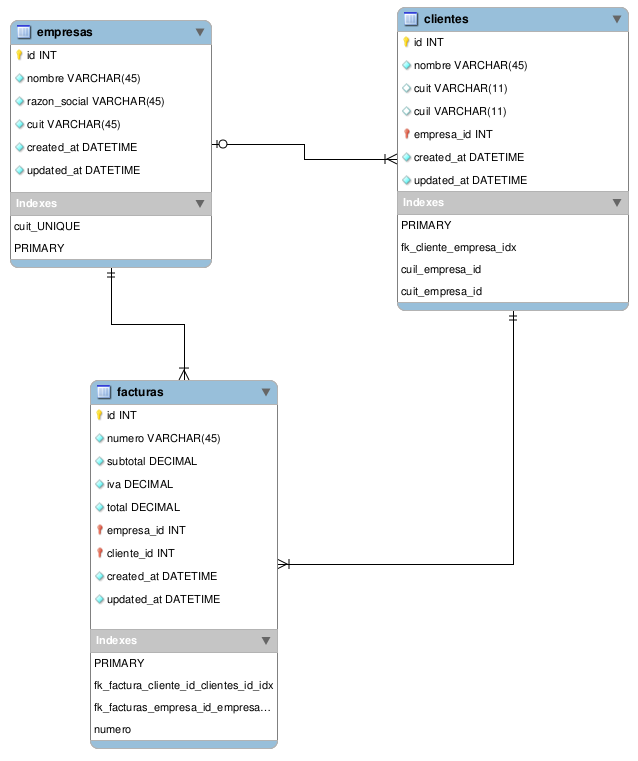 empresas
id INT
nombre VARCHAR(45)
razon_social VARCHAR(45)
cuit VARCHAR(45)
created_at DATETIME
updated_at DATETIME
Indexes
cuit_UNIQUE
PRIMARY
clientes
id INT
nombre VARCHAR(45)
cuit VARCHAR(11)
cuil VARCHAR(11)
empresa_id INT
created_at DATETIME
updated_at DATETIME
Indexes
PRIMARY
fk_cliente_empresa_idx
cuil_empresa_id
cuit_empresa_id
facturas
id INT
numero VARCHAR(45)
subtotal DECIMAL
iva DECIMAL
total DECIMAL
empresa_id INT
cliente_id INT
created_at DATETIME
updated_at DATETIME
Indexes
PRIMARY
fk_factura_cliente_id_clientes_id_idx
fk_facturas_empresa_id_empresa...
numero